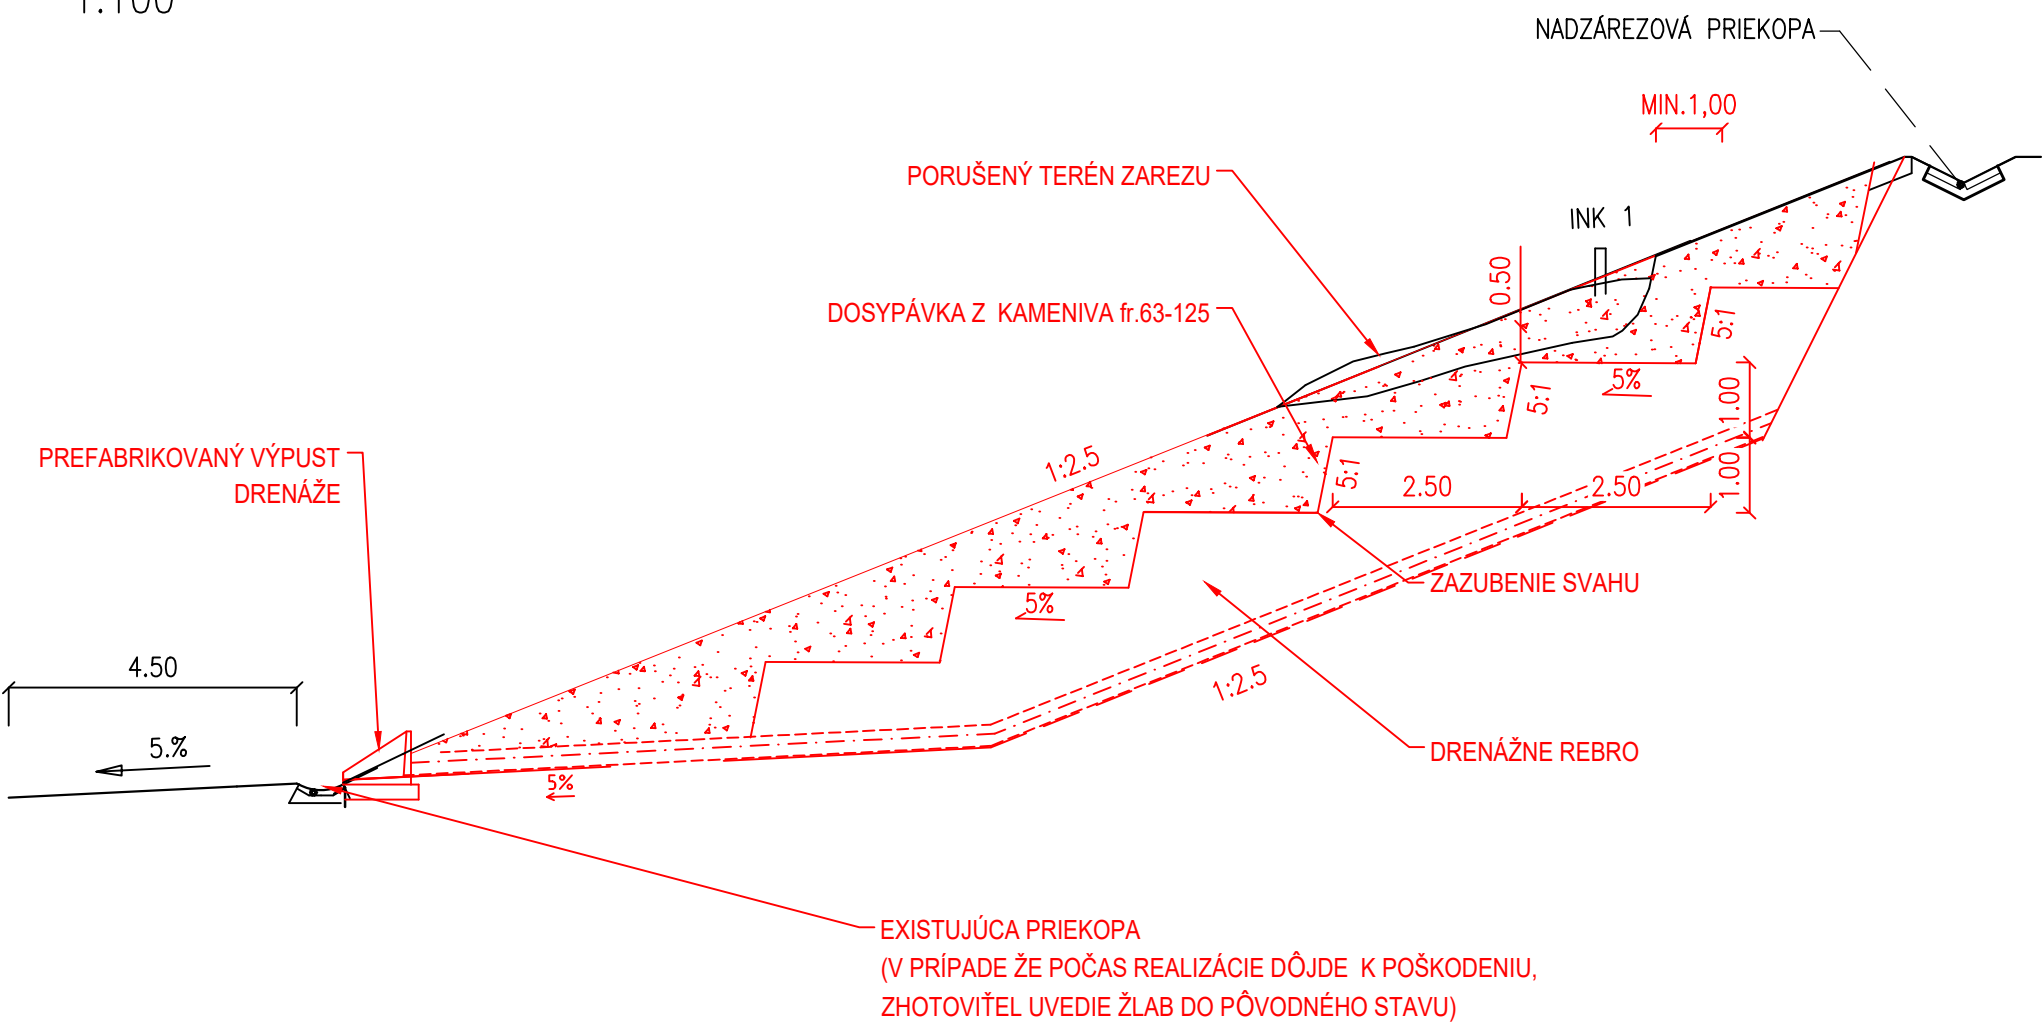 1:100
NADZÁREZOVÁ PRIEKOPA
MIN.1,00
PORUŠENÝ TERÉN ZAREZU
INK 1
0.50
DOSYPÁVKA Z KAMENIVA fr.63-125
5:1
5%
5:1
1.00
PREFABRIKOVANÝ VÝPUST
DRENÁŽE
1:2.5
5:1
2.50
2.50
1.00
ZAZUBENIE SVAHU
5%
4.50
1:2.5
5.%
DRENÁŽNE REBRO
5%
EXISTUJÚCA PRIEKOPA
(V PRÍPADE ŽE POČAS REALIZÁCIE DÔJDE K POŠKODENIU,
ZHOTOVIŤEL UVEDIE ŽLAB DO PÔVODNÉHO STAVU)